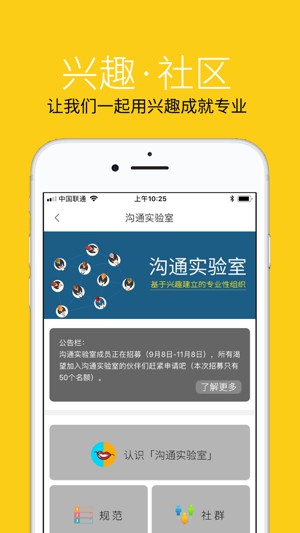 兴趣·社区
让我们一起用兴趣成就专业
中国联通
上午10:25
沟通实验室
沟通实验室
基于兴趣建立的专业性组织
公告栏:
沟通实验室成员正在招募（9月8日-11月8日），所有渴
望加入沟通实验室的伙伴们赶紧申请吧（本次招募只有
50个名额）。
了解更多
认识「沟通实验室」
规范
社群